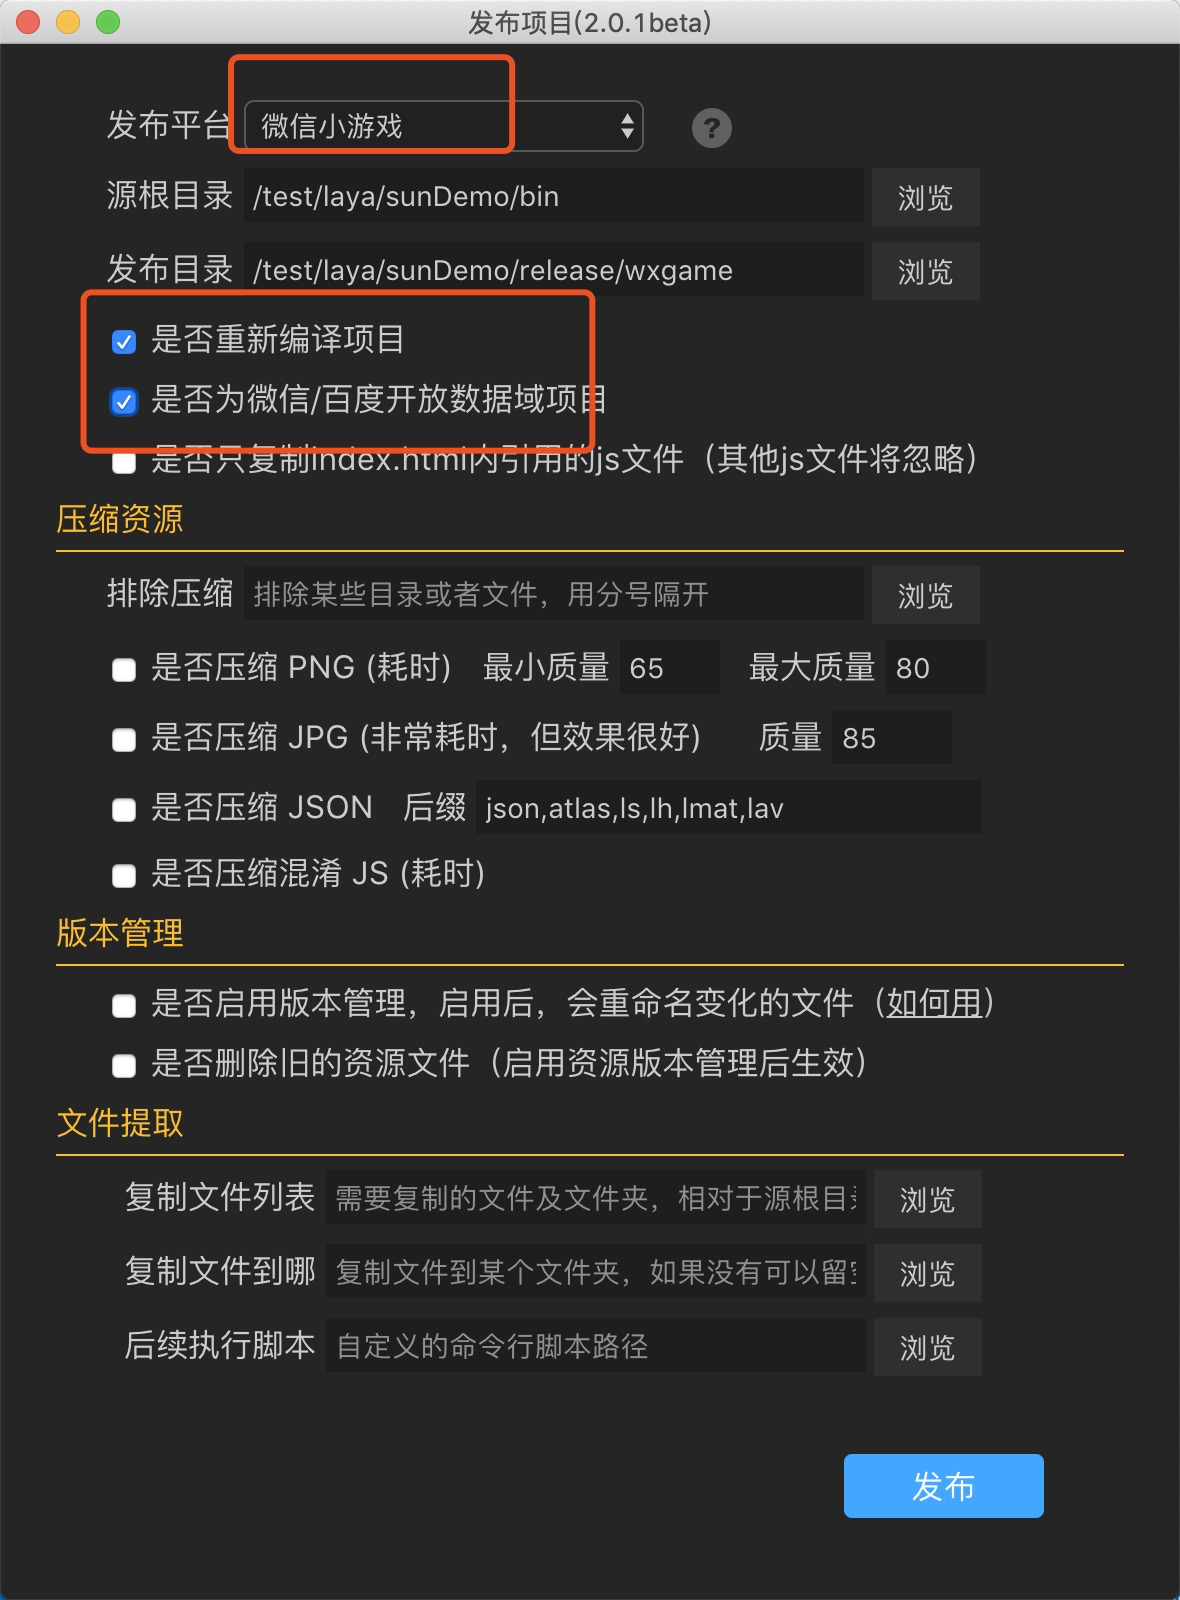 发布项目(2.0.1beta)
发布平台 微信小游戏 ?
源根目录 /test/laya/sunDemo/bin 浏览
发布目录 /test/laya/sunDemo/release/wxgame 浏览
是否重新编译项目
是否为微信/百度开放数据域项目
是否只复制index.html内引用的js文件（其他js文件将忽略）
压缩资源
排除压缩 排除某些目录或者文件，用分号隔开 浏览
是否压缩 PNG (耗时) 最小质量 65 最大质量 80
是否压缩 JPG (非常耗时，但效果很好) 质量 85
是否压缩 JSON 后缀 json,atlas,ls,lh,lmat,lav
是否压缩混淆 JS (耗时)
版本管理
是否启用版本管理，启用后，会重命名变化的文件（如何用）
是否删除旧的资源文件（启用资源版本管理后生效）
文件提取
复制文件列表 需要复制的文件及文件夹，相对于源根目 浏览
复制文件到哪 复制文件到某个文件夹，如果没有可以留 浏览
后续执行脚本 自定义的命令行脚本路径 浏览
发布